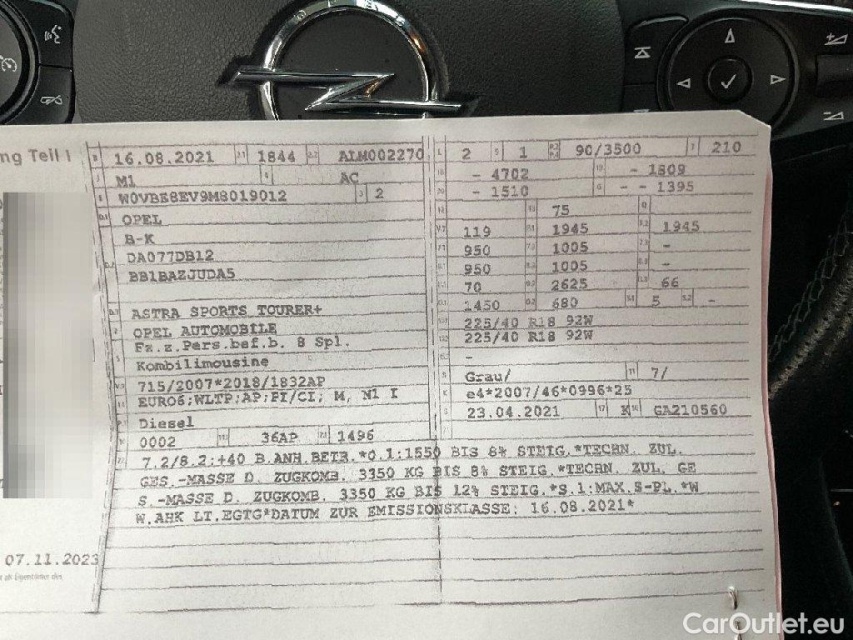 ng Teil I
16.08.2021 1844 ALM002270 2 1 90/3500 210
M1 AC - 4702 - 1809
W0VBE8EV9M8019012 2 - 1510 - - 1395
OPEL 75
B-K 119 1945 1945
DA077DB12 950 1005 -
BB1BAZJUDA5 950 1005 -
70 2625 66
ASTRA SPORTS TOURER+ 1450 680 5 -
OPEL AUTOMOBILE 225/40 R18 92W
Fz.z.Pers.bef.b. 8 Spl. 225/40 R18 92W
Kombilimousine -
715/2007*2018/1832AP Grau/ 7/
EURO6;WLTP;AP;PI/CI; M, N1 I e4*2007/46*0996*25
Diesel 23.04.2021 K GA210560
0002 36AP 1496
7.2/8.2:+40 B.ANH.BETR.*O.1:1550 BIS 8% STEIG.*TECHN. ZUL.
GES.-MASSE D. ZUGKOMB. 3350 KG BIS 8% STEIG.*TECHN. ZUL. GE
S.-MASSE D. ZUGKOMB. 3350 KG BIS 12% STEIG.*S.1:MAX.S-PL.*W
W.AHK LT.EGTG*DATUM ZUR EMISSIONSKLASSE: 16.08.2021*
07.11.2023
CarOutlet.eu